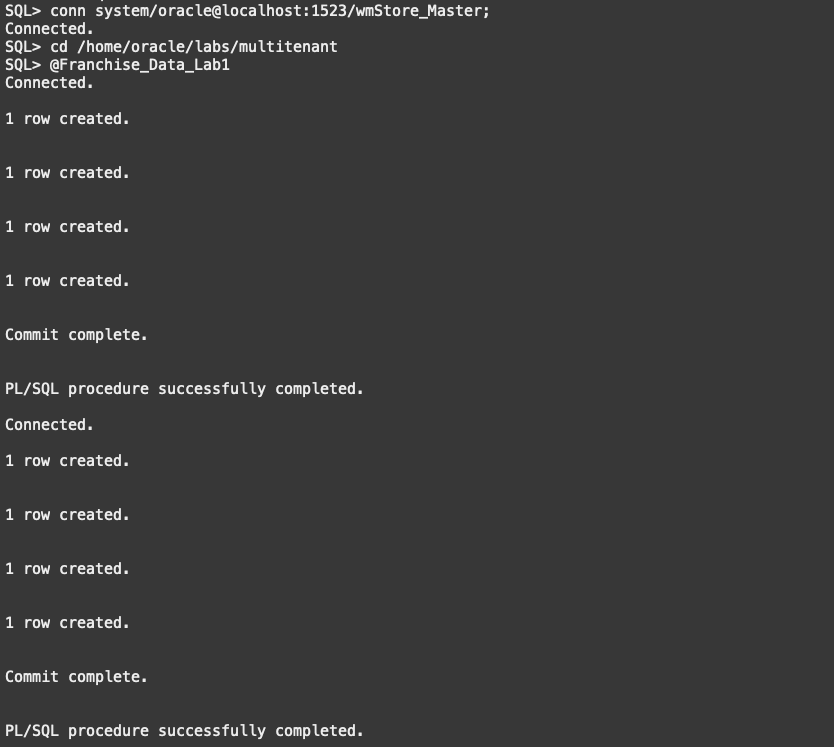 SQL> conn system/oracle@localhost:1523/wmStore_Master;
Connected.
SQL> cd /home/oracle/labs/multitenant
SQL> @Franchise_Data_Lab1
Connected.
1 row created.
1 row created.
1 row created.
1 row created.
Commit complete.
PL/SQL procedure successfully completed.
Connected.
1 row created.
1 row created.
1 row created.
1 row created.
Commit complete.
PL/SQL procedure successfully completed.